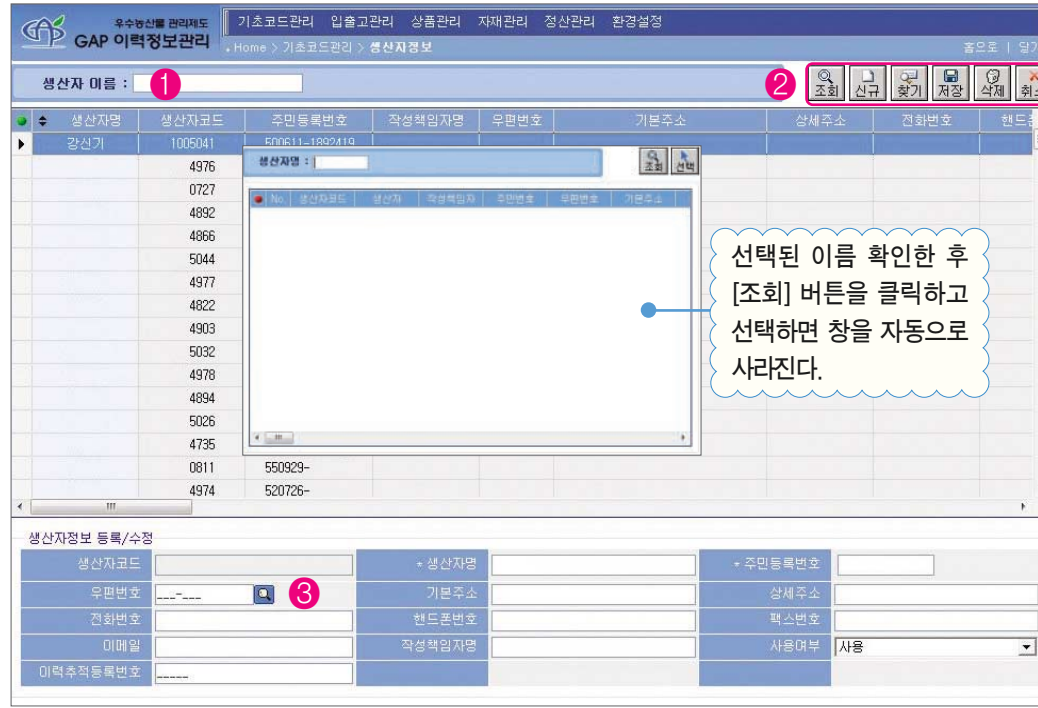 우수농산물 관리제도
GAP 이력정보관리
기초코드관리 입출고관리 상품관리 자재관리 정산관리 환경설정
Home > 기초코드관리 > 생산자정보
홈으로 |
생산자 이름 : 1
2 조회 신규 찾기 저장 삭제
생산자명 생산자코드 주민등록번호 작성책임자명 우편번호 기본주소 상세주소 전화번호
강신기 1005041 500611-1892419
4976
0727
4892
4866
5044
4977
4822
4903
5032
4978
4894
5026
4735
0811 550929-
4974 520726-
생산자명 : 조회 선택
No. 생산자코드 생산자 작성책임자 주민번호 우편번호 기본주소
선택된 이름 확인한 후
[조회] 버튼을 클릭하고
선택하면 창을 자동으로
사라진다.
생산자정보 등록/수정
생산자코드 * 생산자명 * 주민등록번호
우편번호 ___-___ 3 기본주소 상세주소
전화번호 핸드폰번호 팩스번호
이메일 작성책임자명 사용여부 사용
이력추적등록번호 _____